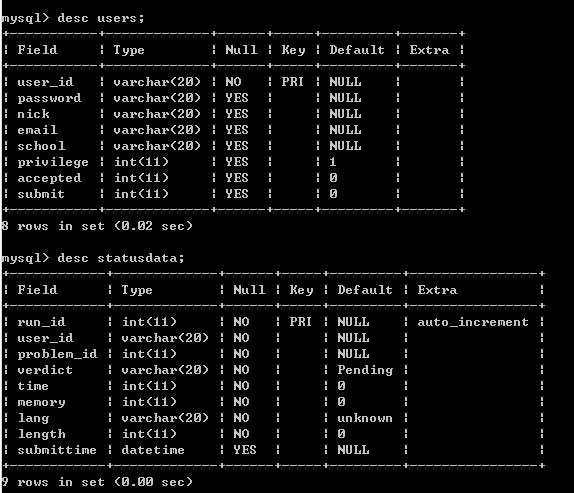 mysql> desc users;
+------------+-------------+------+-----+---------+-------+
| Field      | Type        | Null | Key | Default | Extra |
+------------+-------------+------+-----+---------+-------+
| user_id    | varchar(20) | NO   | PRI | NULL    |       |
| password   | varchar(20) | YES  |     | NULL    |       |
| nick       | varchar(20) | YES  |     | NULL    |       |
| email      | varchar(20) | YES  |     | NULL    |       |
| school     | varchar(20) | YES  |     | NULL    |       |
| privilege  | int(11)     | YES  |     | 1       |       |
| accepted   | int(11)     | YES  |     | 0       |       |
| submit     | int(11)     | YES  |     | 0       |       |
+------------+-------------+------+-----+---------+-------+
8 rows in set (0.02 sec)
mysql> desc statusdata;
+------------+-------------+------+-----+---------+----------------+
| Field      | Type        | Null | Key | Default | Extra          |
+------------+-------------+------+-----+---------+----------------+
| run_id     | int(11)     | NO   | PRI | NULL    | auto_increment |
| user_id    | varchar(20) | NO   |     | NULL    |                |
| problem_id | int(11)     | NO   |     | NULL    |                |
| verdict    | varchar(20) | NO   |     | Pending |                |
| time       | int(11)     | NO   |     | 0       |                |
| memory     | int(11)     | NO   |     | 0       |                |
| lang       | varchar(20) | NO   |     | unknown |                |
| length     | int(11)     | NO   |     | 0       |                |
| submittime | datetime    | YES  |     | NULL    |                |
+------------+-------------+------+-----+---------+----------------+
9 rows in set (0.00 sec)